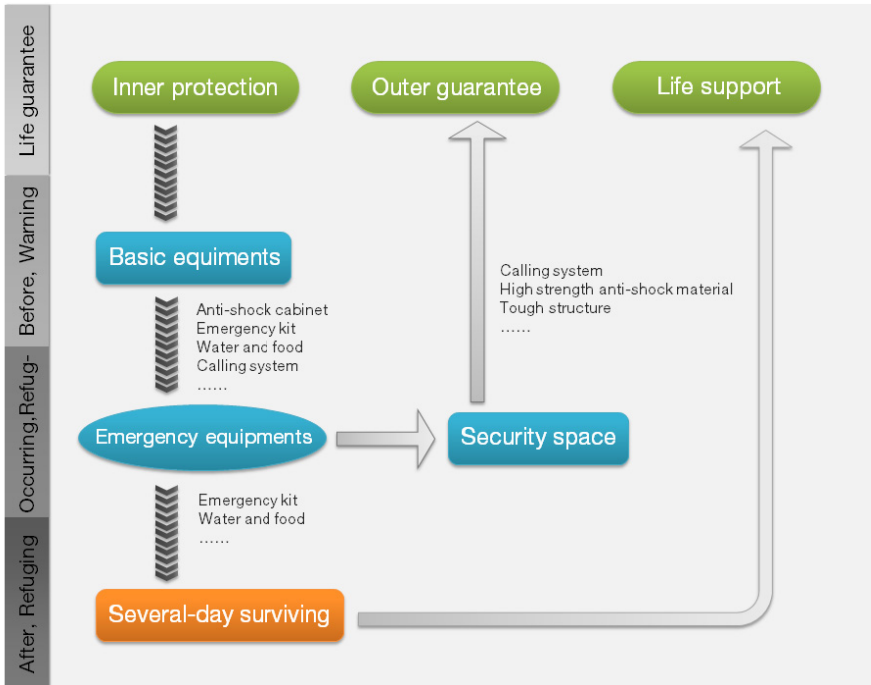 Life guarantee
Inner protection
Outer guarantee
Life support
Before, Warning
Basic equiments
Calling system
High strength anti-shock material
Tough structure
......
Anti-shock cabinet
Emergency kit
Water and food
Calling system
......
Occurring,Refug-
Emergency equipments
Security space
Emergency kit
Water and food
......
After, Refuging
Several-day surviving